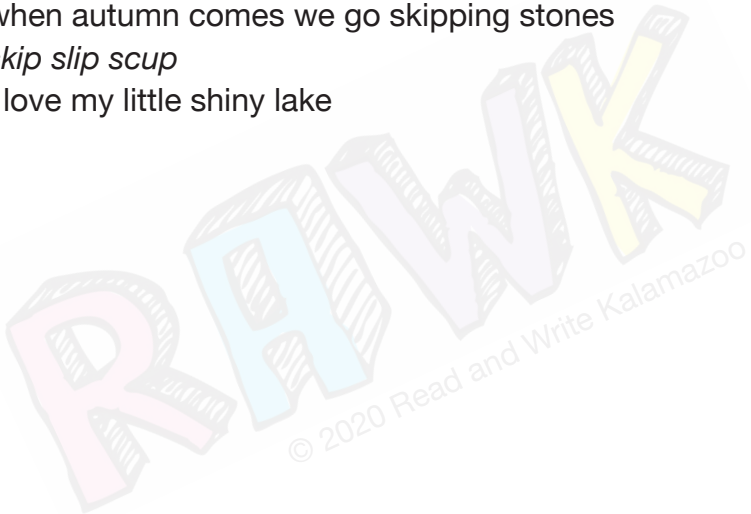 when autumn comes we go skipping stones
kip slip scup
love my little shiny lake
RAWK
© 2020 Read and Write Kalamazoo